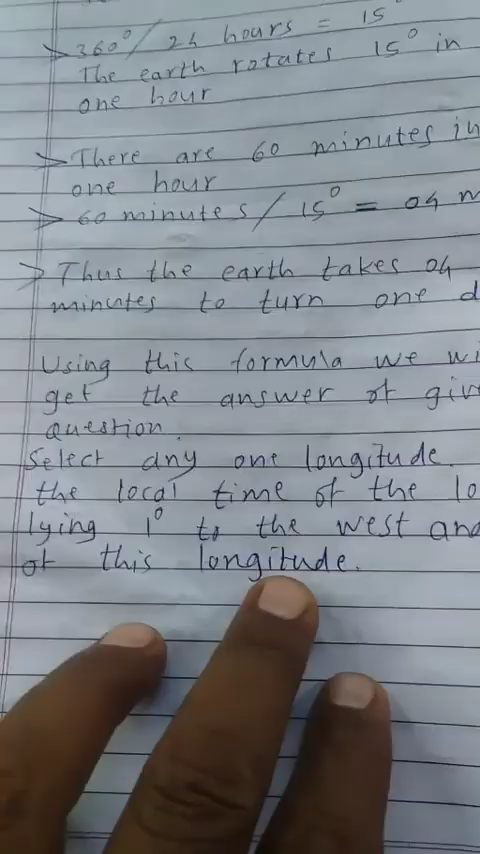 > 360°/24 hours = 15°
The earth rotates 15° in
one hour
> There are 60 minutes in
one hour
> 60 minutes / 15° = 04 m
> Thus the earth takes 04
minutes to turn one d
Using this formula we wi
get the answer of giv
question.
Select any one longitude.
the local time of the lo
lying 1° to the west and
of this longitude.